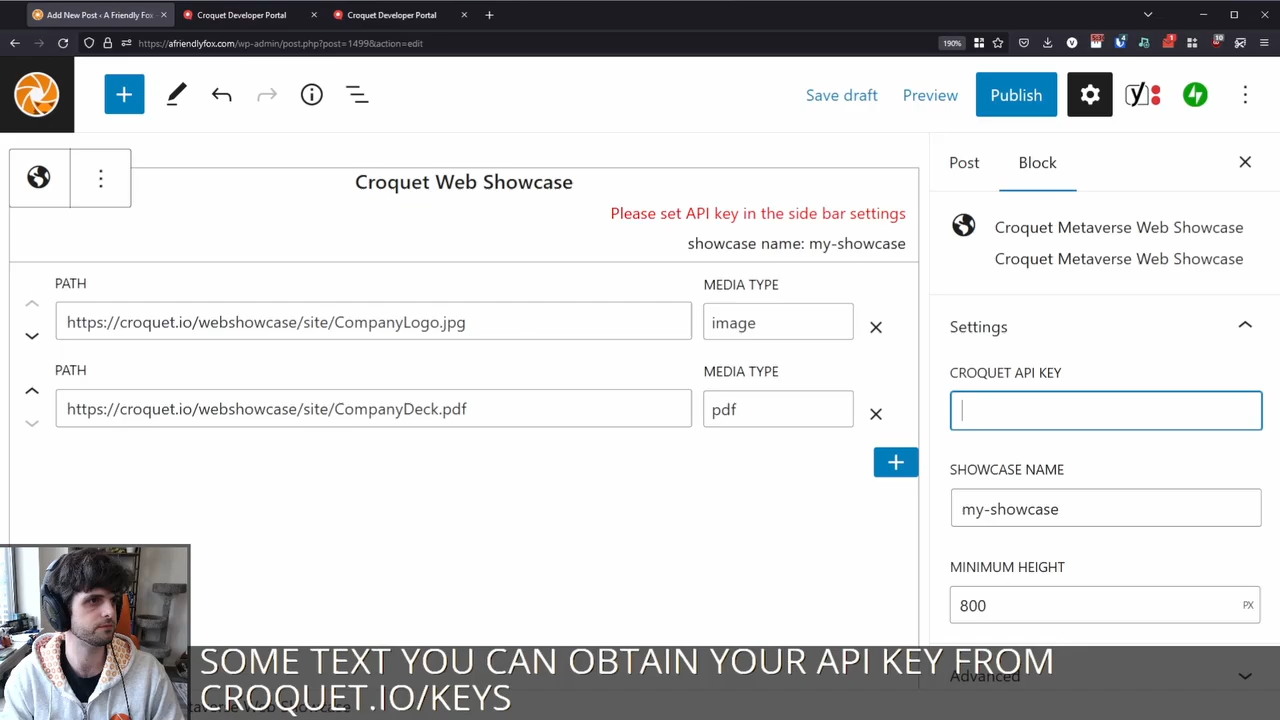 Add New Post ‹ A Friendly Fox
Croquet Developer Portal
Croquet Developer Portal
https://afriendlyfox.com/wp-admin/post.php?post=1499&action=edit
190%
Save draft
Preview
Publish
Croquet Web Showcase
Please set API key in the side bar settings
showcase name: my-showcase
PATH
MEDIA TYPE
https://croquet.io/webshowcase/site/CompanyLogo.jpg
image
PATH
MEDIA TYPE
https://croquet.io/webshowcase/site/CompanyDeck.pdf
pdf
Post
Block
Croquet Metaverse Web Showcase
Croquet Metaverse Web Showcase
Settings
CROQUET API KEY
SHOWCASE NAME
my-showcase
MINIMUM HEIGHT
800
PX
Advanced
SOME TEXT YOU CAN OBTAIN YOUR API KEY FROM
CROQUET.IO/KEYS